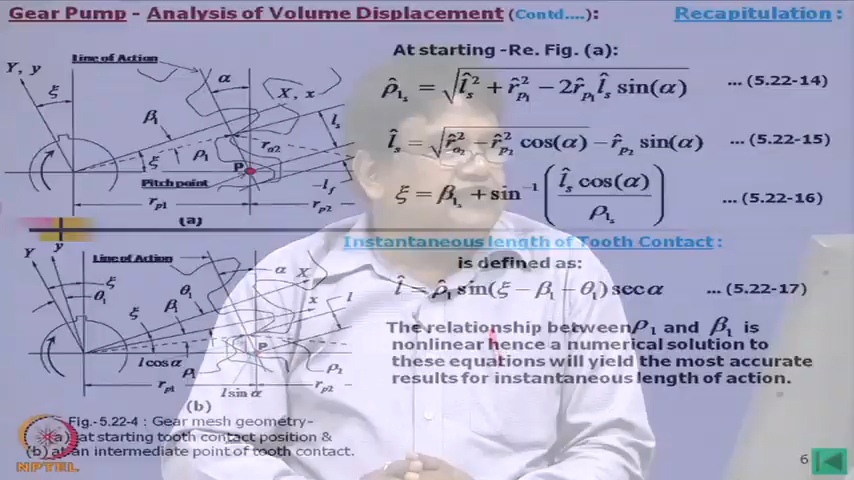 Gear Pump - Analysis of Volume Displacement (Contd....):
Recapitulation :
At starting -Re. Fig. (a):
ρ̂₁ₛ = √(l̂ₛ² + r̂ₚ₁² − 2r̂ₚ₁ l̂ₛ sin(α)) ... (5.22-14)
l̂ₛ = √(r̂ₒ₂² − r̂ₚ₂² cos(α)) − r̂ₚ₂ sin(α) ... (5.22-15)
ξ = β₁ₛ + sin⁻¹(l̂ₛ cos(α) / ρ̂₁ₛ) ... (5.22-16)
Instantaneous length of Tooth Contact :
is defined as:
l̂ = ρ̂₁ sin(ξ − β₁ − θ₁) sec α ... (5.22-17)
The relationship between ρ₁ and β₁ is
nonlinear hence a numerical solution to
these equations will yield the most accurate
results for instantaneous length of action.
Line of Action
Y, y
ξ
α
X, x
β₁
lₛ
ρ₁
rₒ₂
ξ
P
Pitch point
-l_f
rₚ₁
rₚ₂
(a)
Y
y
Line of Action
ξ
θ₁
α
X
θ₁
x
ξ
β₁
l
P
l cos α
ρ₁
ρ₂
rₚ₁
rₚ₂
l sin α
(b)
Fig.-5.22-4 : Gear mesh geometry-
(a) at starting tooth contact position &
(b) at an intermediate point of tooth contact.
NPTEL
6